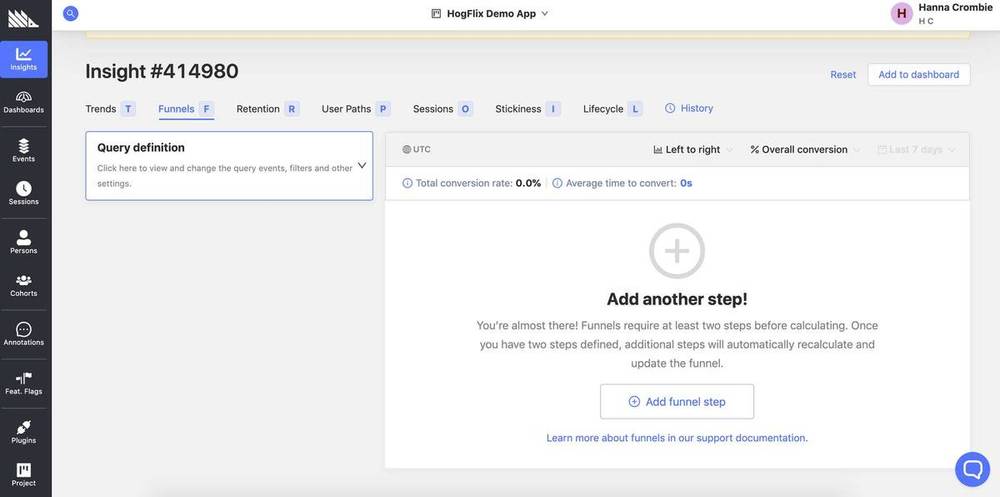 HogFlix Demo App
H
Hanna Crombie
H C
Insights
Dashboards
Events
Sessions
Persons
Cohorts
Annotations
Feat. Flags
Plugins
Project
Insight #414980
Reset
Add to dashboard
Trends T
Funnels F
Retention R
User Paths P
Sessions O
Stickiness I
Lifecycle L
History
Query definition
Click here to view and change the query events, filters and other
settings.
UTC
Left to right
Overall conversion
Last 7 days
Total conversion rate: 0.0%
Average time to convert: 0s
Add another step!
You’re almost there! Funnels require at least two steps before calculating. Once
you have two steps defined, additional steps will automatically recalculate and
update the funnel.
Add funnel step
Learn more about funnels in our support documentation.